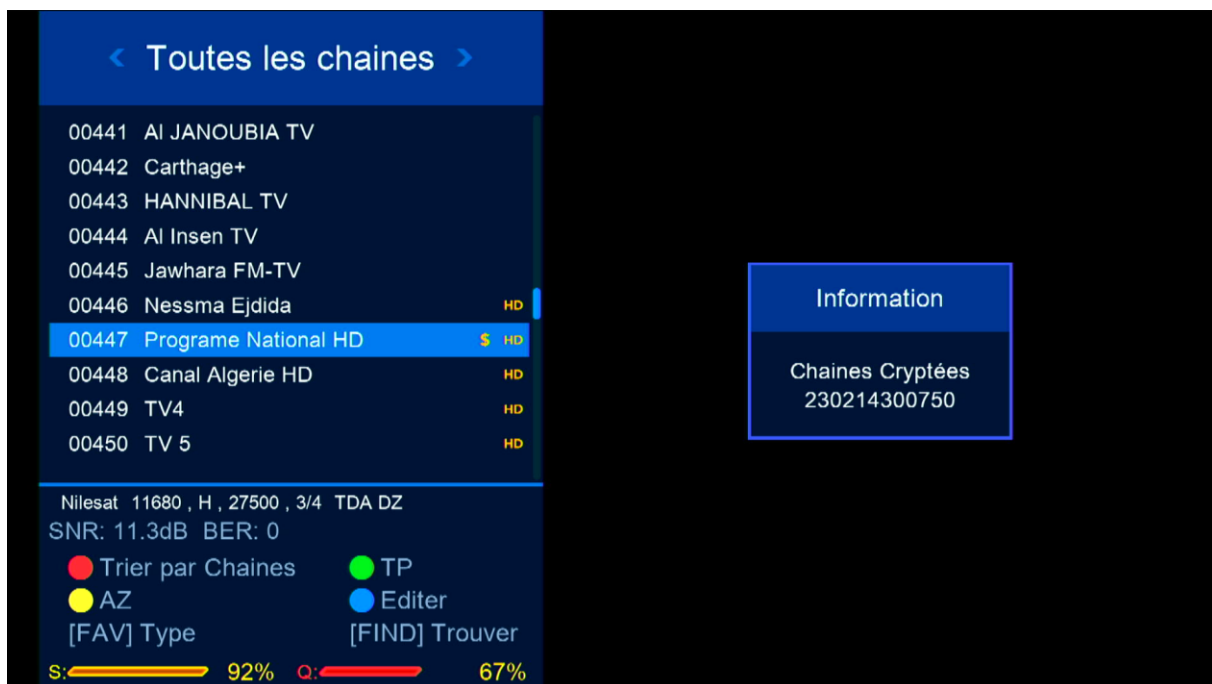 < Toutes les chaines >
00441 Al JANOUBIA TV
00442 Carthage+
00443 HANNIBAL TV
00444 Al Insen TV
00445 Jawhara FM-TV
00446 Nessma Ejdida HD
00447 Programe National HD $ HD
00448 Canal Algerie HD HD
00449 TV4 HD
00450 TV 5 HD
Nilesat 11680 , H , 27500 , 3/4 TDA DZ
SNR: 11.3dB BER: 0
Trier par Chaines TP
AZ Editer
[FAV] Type [FIND] Trouver
S: 92% Q: 67%
Information
Chaines Cryptées
230214300750